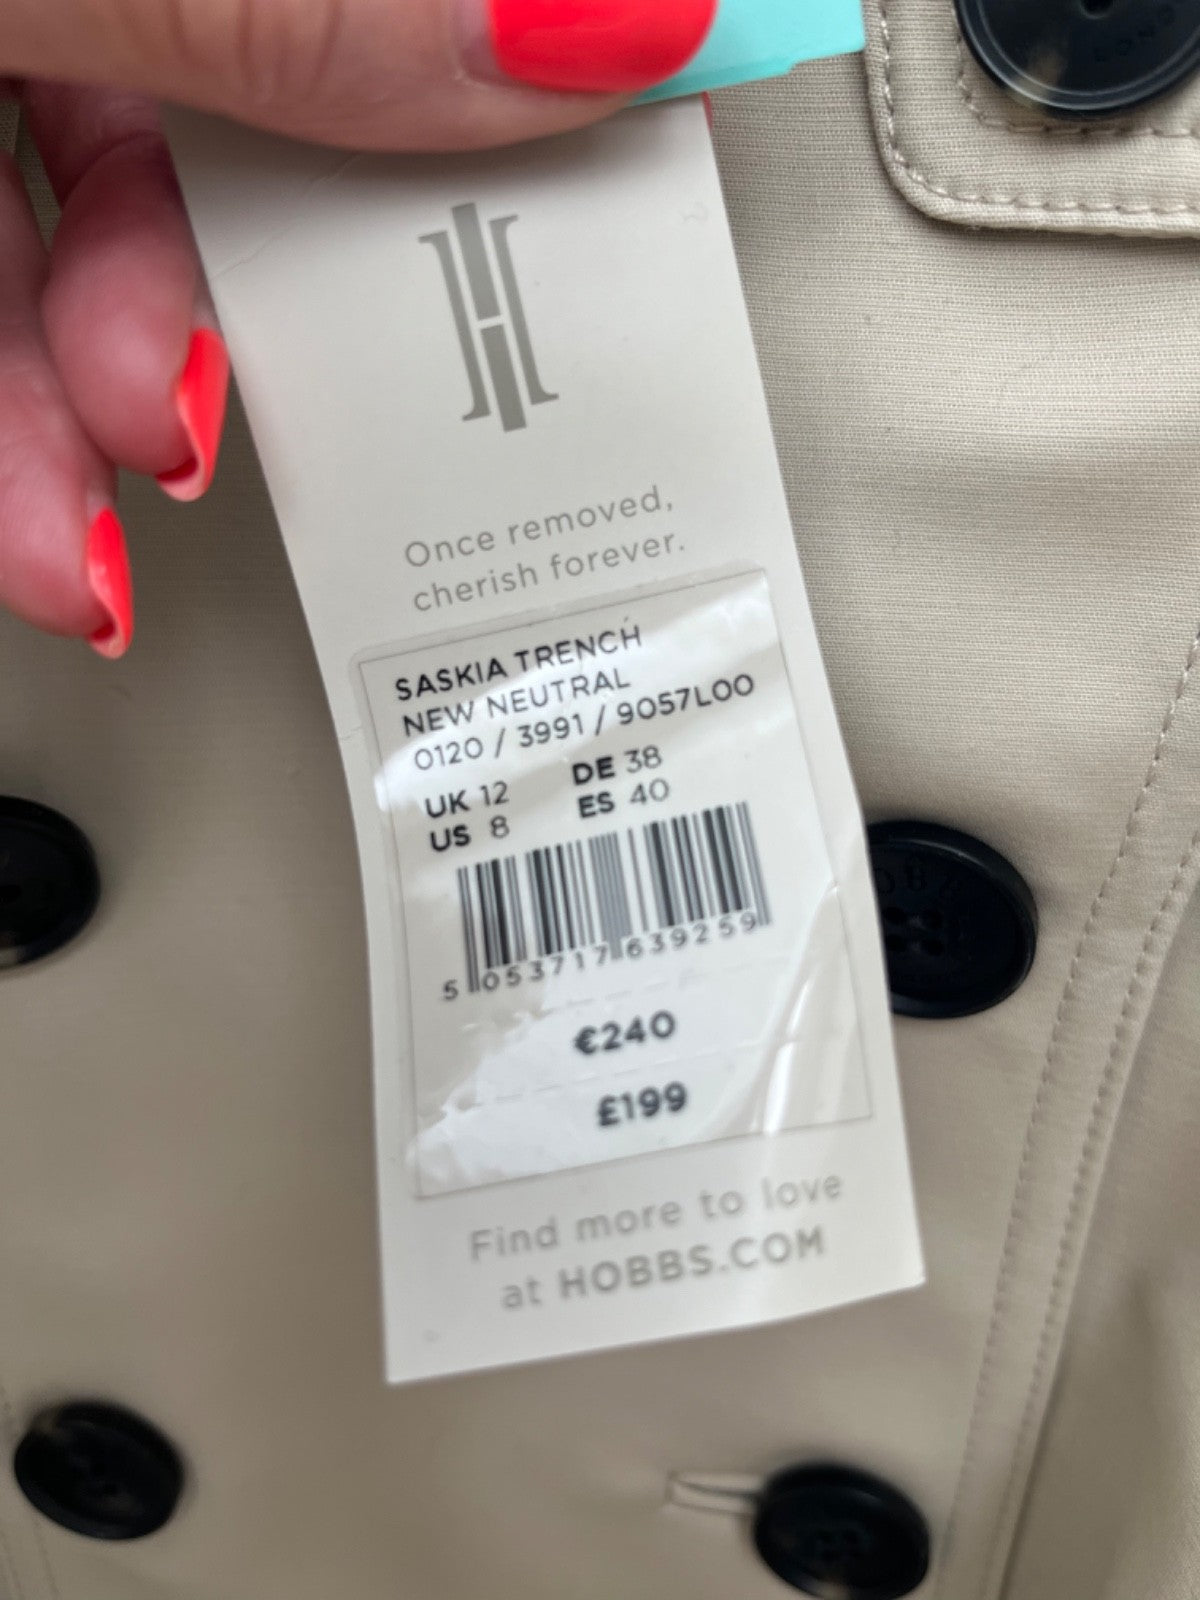 Once removed,
cherish forever.
SASKIA TRENCH
NEW NEUTRAL
0120 / 3991 / 9057L00
UK 12 DE 38
US 8 ES 40
5 053717 639259
€240
£199
Find more to love
at HOBBS.COM